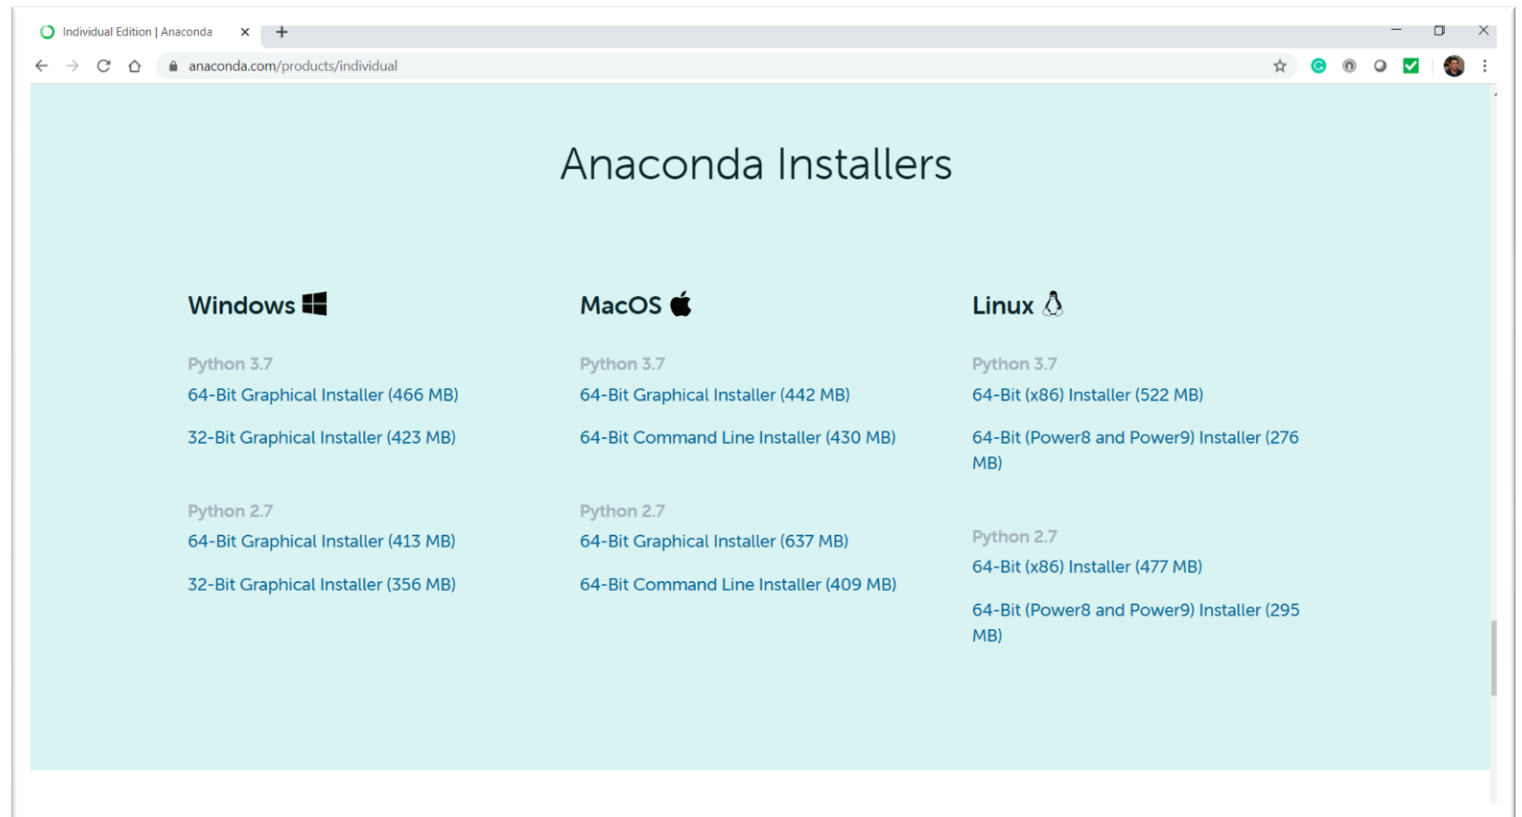 Individual Edition | Anaconda
anaconda.com/products/individual
Anaconda Installers
Windows
Python 3.7
64-Bit Graphical Installer (466 MB)
32-Bit Graphical Installer (423 MB)
Python 2.7
64-Bit Graphical Installer (413 MB)
32-Bit Graphical Installer (356 MB)
MacOS
Python 3.7
64-Bit Graphical Installer (442 MB)
64-Bit Command Line Installer (430 MB)
Python 2.7
64-Bit Graphical Installer (637 MB)
64-Bit Command Line Installer (409 MB)
Linux
Python 3.7
64-Bit (x86) Installer (522 MB)
64-Bit (Power8 and Power9) Installer (276
MB)
Python 2.7
64-Bit (x86) Installer (477 MB)
64-Bit (Power8 and Power9) Installer (295
MB)